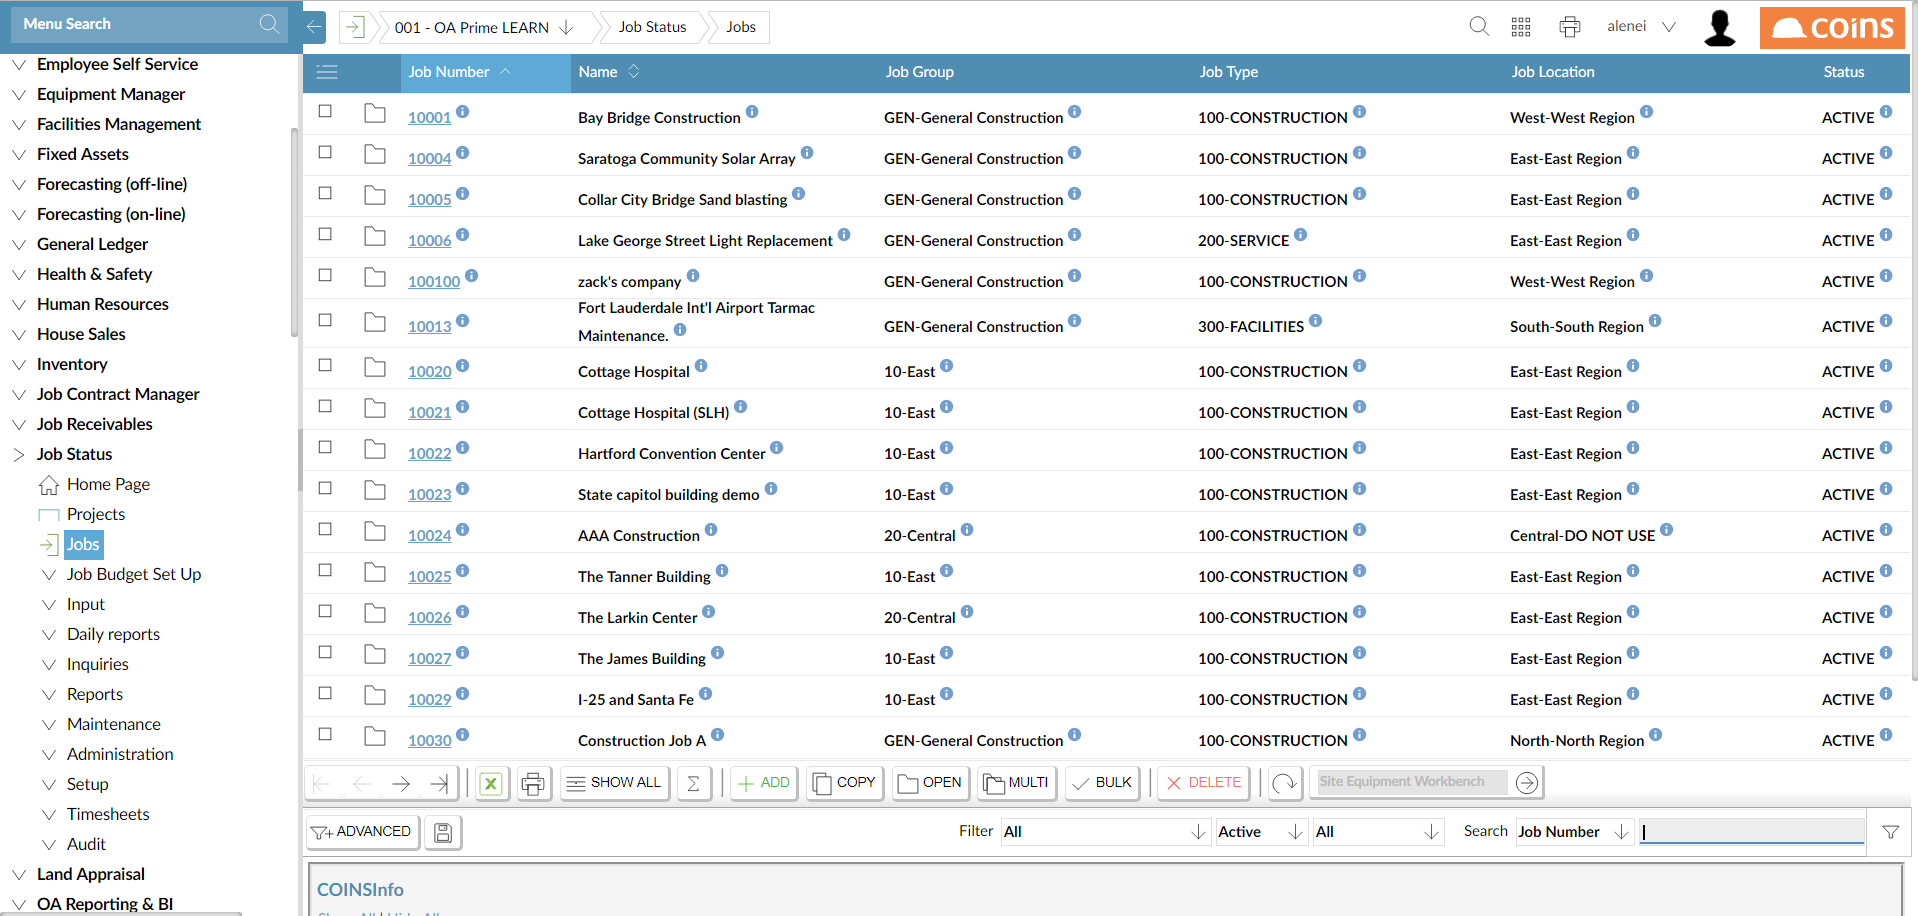 Menu Search
001 - OA Prime LEARN
Job Status
Jobs
alenei
coins
Employee Self Service
Equipment Manager
Facilities Management
Fixed Assets
Forecasting (off-line)
Forecasting (on-line)
General Ledger
Health & Safety
Human Resources
House Sales
Inventory
Job Contract Manager
Job Receivables
Job Status
Home Page
Projects
Jobs
Job Budget Set Up
Input
Daily reports
Inquiries
Reports
Maintenance
Administration
Setup
Timesheets
Audit
Land Appraisal
OA Reporting & BI
Job Number Name Job Group Job Type Job Location Status
10001 Bay Bridge Construction GEN-General Construction 100-CONSTRUCTION West-West Region ACTIVE
10004 Saratoga Community Solar Array GEN-General Construction 100-CONSTRUCTION East-East Region ACTIVE
10005 Collar City Bridge Sand blasting GEN-General Construction 100-CONSTRUCTION East-East Region ACTIVE
10006 Lake George Street Light Replacement GEN-General Construction 200-SERVICE East-East Region ACTIVE
100100 zack's company GEN-General Construction 100-CONSTRUCTION West-West Region ACTIVE
Fort Lauderdale Int'l Airport Tarmac
10013 Maintenance. GEN-General Construction 300-FACILITIES South-South Region ACTIVE
10020 Cottage Hospital 10-East 100-CONSTRUCTION East-East Region ACTIVE
10021 Cottage Hospital (SLH) 10-East 100-CONSTRUCTION East-East Region ACTIVE
10022 Hartford Convention Center 10-East 100-CONSTRUCTION East-East Region ACTIVE
10023 State capitol building demo 10-East 100-CONSTRUCTION East-East Region ACTIVE
10024 AAA Construction 20-Central 100-CONSTRUCTION Central-DO NOT USE ACTIVE
10025 The Tanner Building 10-East 100-CONSTRUCTION East-East Region ACTIVE
10026 The Larkin Center 20-Central 100-CONSTRUCTION East-East Region ACTIVE
10027 The James Building 10-East 100-CONSTRUCTION East-East Region ACTIVE
10029 I-25 and Santa Fe 10-East 100-CONSTRUCTION East-East Region ACTIVE
10030 Construction Job A GEN-General Construction 100-CONSTRUCTION North-North Region ACTIVE
SHOW ALL Σ ADD COPY OPEN MULTI BULK DELETE Site Equipment Workbench
ADVANCED Filter All Active All Search Job Number
COINSInfo